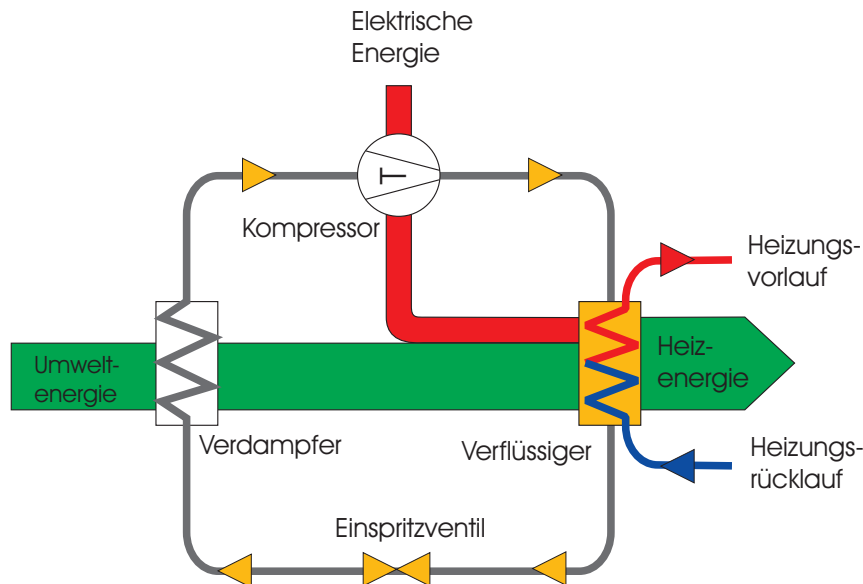 Elektrische
Energie
Kompressor
Heizungs-
vorlauf
Umwelt-
energie
Heiz-
energie
Verdampfer
Verflüssiger
Heizungs-
rücklauf
Einspritzventil